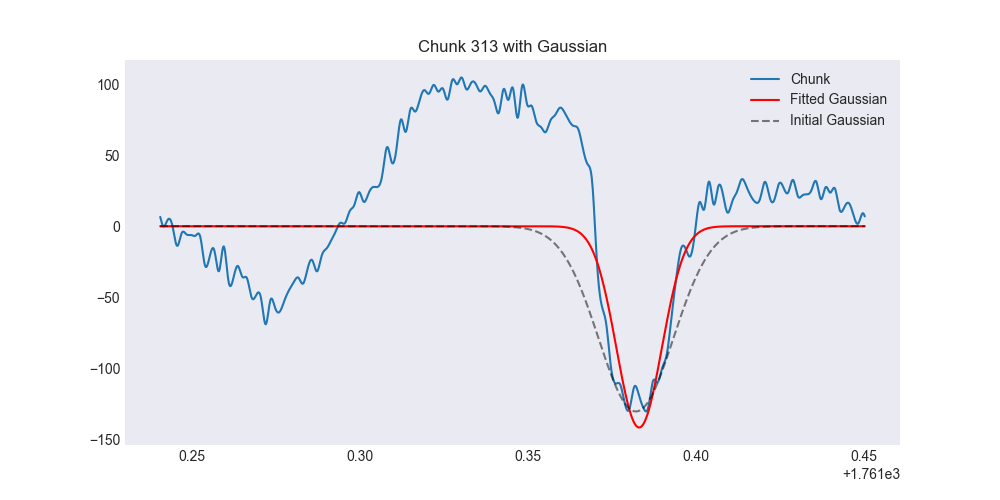 Chunk 313 with Gaussian
Chunk
Fitted Gaussian
Initial Gaussian
100
50
0
−50
−100
−150
0.25 0.30 0.35 0.40 0.45
+1.761e3